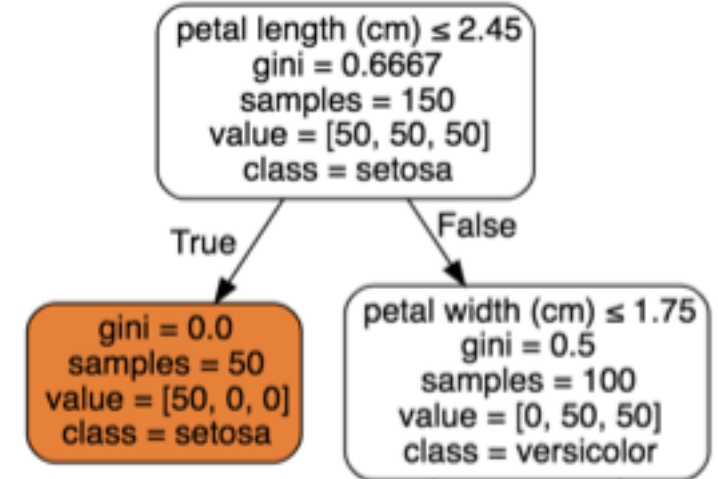 petal length (cm) ≤ 2.45
gini = 0.6667
samples = 150
value = [50, 50, 50]
class = setosa
True
False
gini = 0.0
samples = 50
value = [50, 0, 0]
class = setosa
petal width (cm) ≤ 1.75
gini = 0.5
samples = 100
value = [0, 50, 50]
class = versicolor